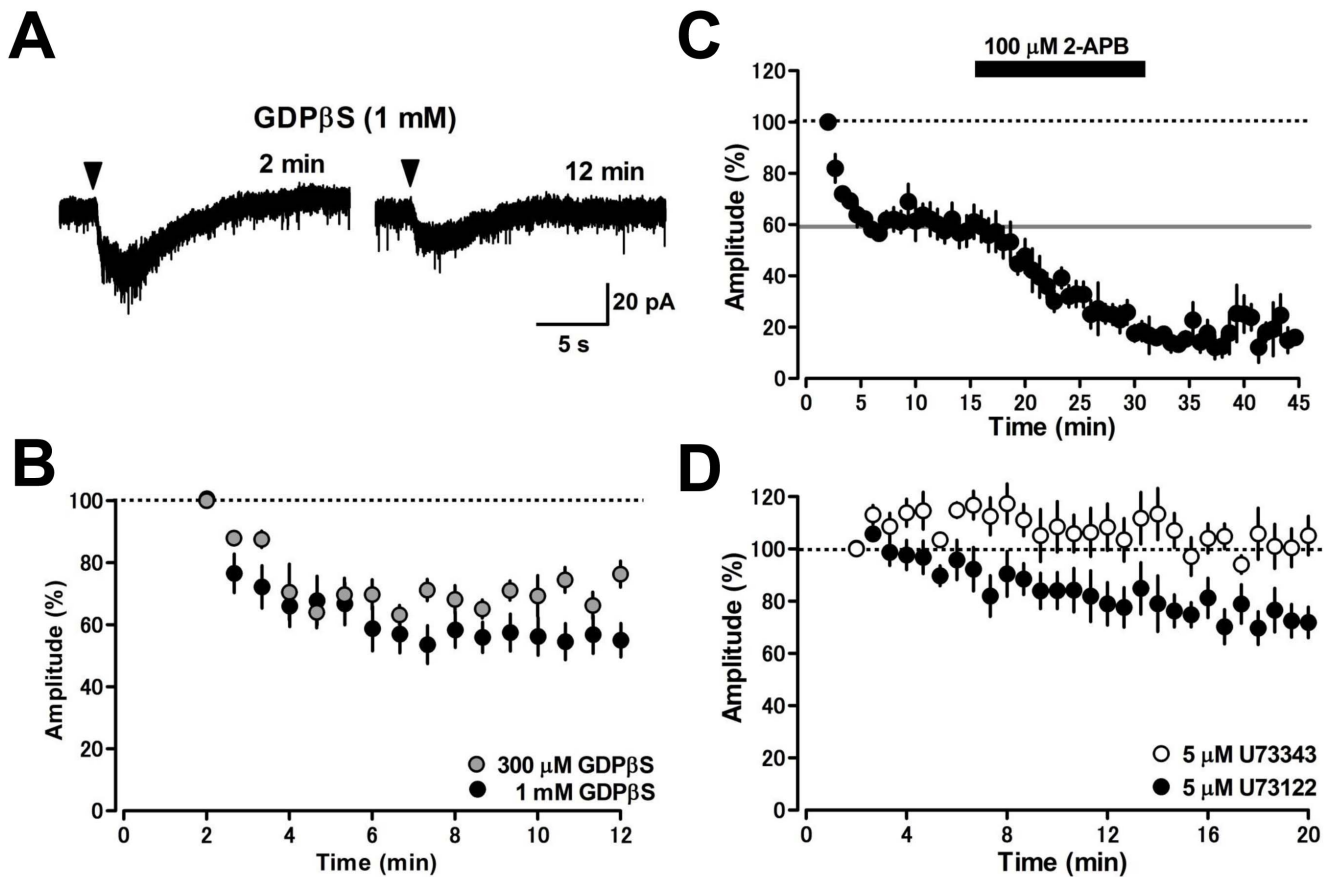 A
GDPβS (1 mM)
2 min
12 min
20 pA
5 s
C
100 μM 2-APB
120
100
80
60
40
20
0
Amplitude (%)
0 5 10 15 20 25 30 35 40 45
Time (min)
B
100
80
60
40
20
0
Amplitude (%)
300 μM GDPβS
1 mM GDPβS
0 2 4 6 8 10 12
Time (min)
D
120
100
80
60
40
20
0
Amplitude (%)
5 μM U73343
5 μM U73122
0 4 8 12 16 20
Time (min)